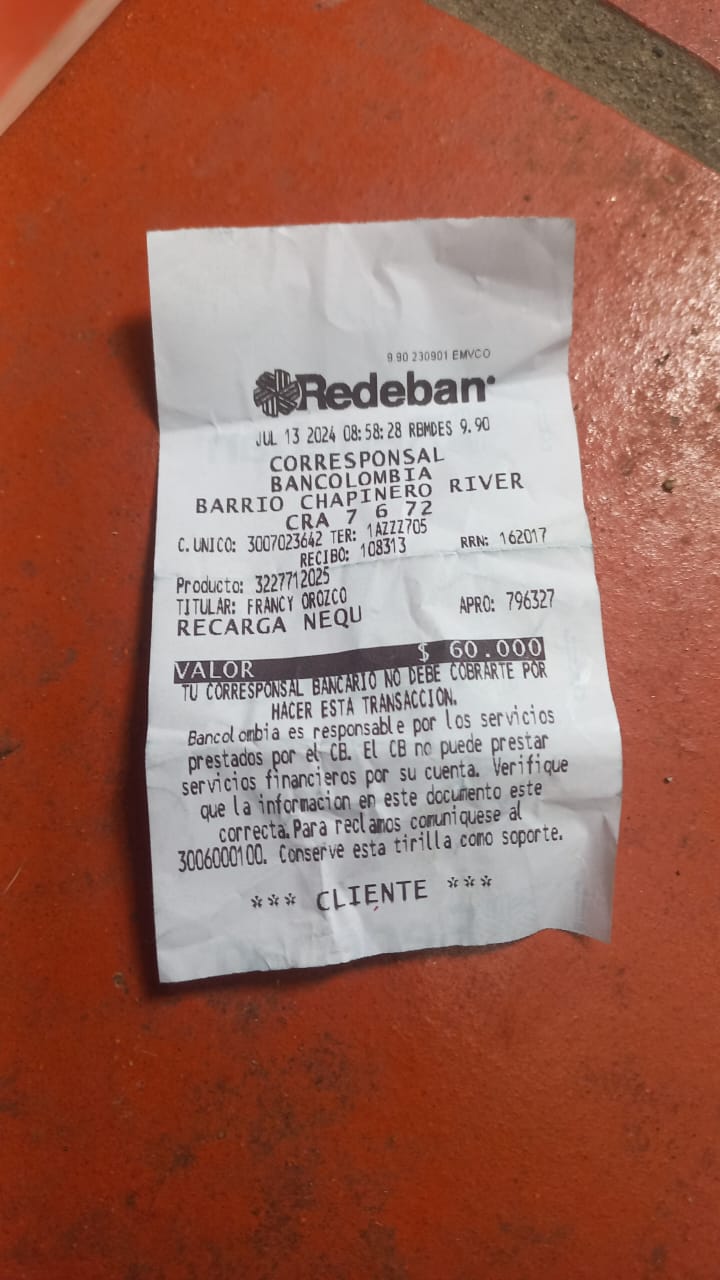 9.90 230901 EMVCO
Redeban
JUL 13 2024 08:58:28 RBMDES 9.90
CORRESPONSAL
BANCOLOMBIA
BARRIO CHAPINERO RIVER
CRA 7 6 72
C. UNICO: 3007023642 TER: 1AZZZ705
RECIBO: 108313 RRN: 162017
Producto: 3227712025
TITULAR: FRANCY OROZCO APRO: 796327
RECARGA NEQU
VALOR $ 60.000
TU CORRESPONSAL BANCARIO NO DEBE COBRARTE POR
HACER ESTA TRANSACCION.
Bancolombia es responsable por los servicios
prestados por el CB. El CB no puede prestar
servicios financieros por su cuenta. Verifique
que la informacion en este documento este
correcta.Para reclamos comuniquese al
3006000100. Conserve esta tirilla como soporte.
*** CLIENTE ***